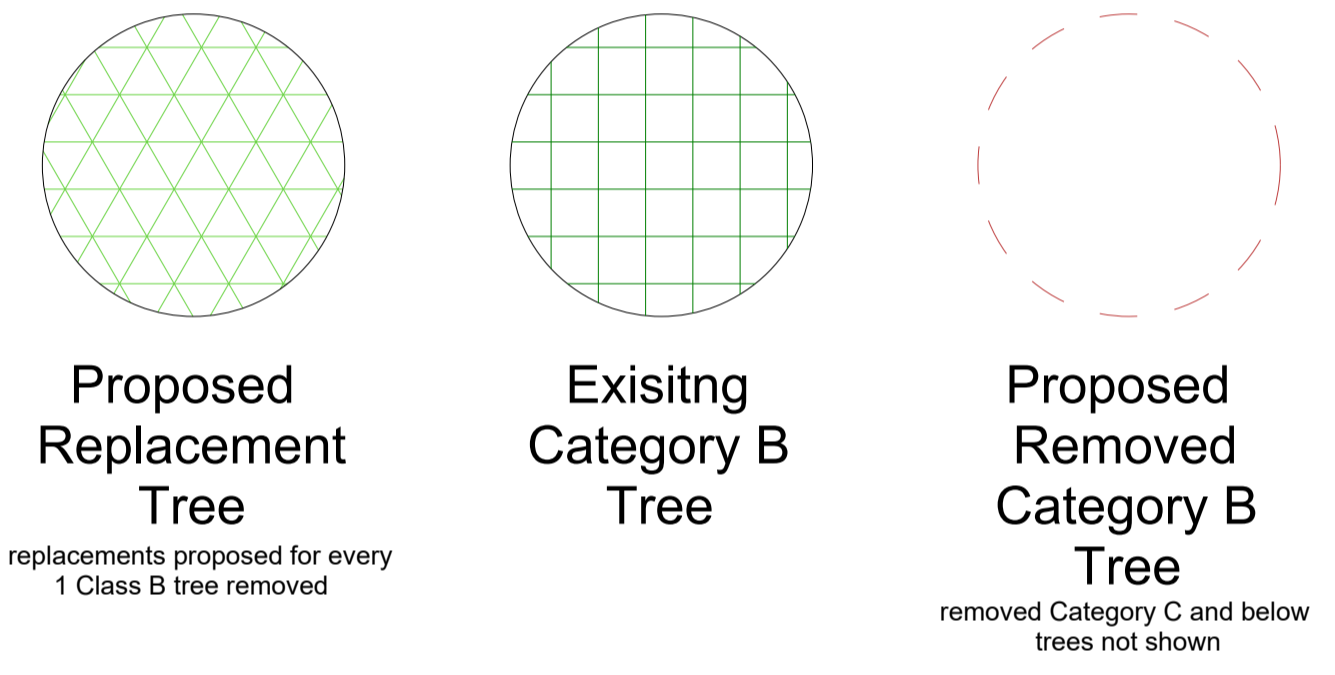 Proposed
Replacement
Tree
replacements proposed for every
1 Class B tree removed
Exisitng
Category B
Tree
Proposed
Removed
Category B
Tree
removed Category C and below
trees not shown